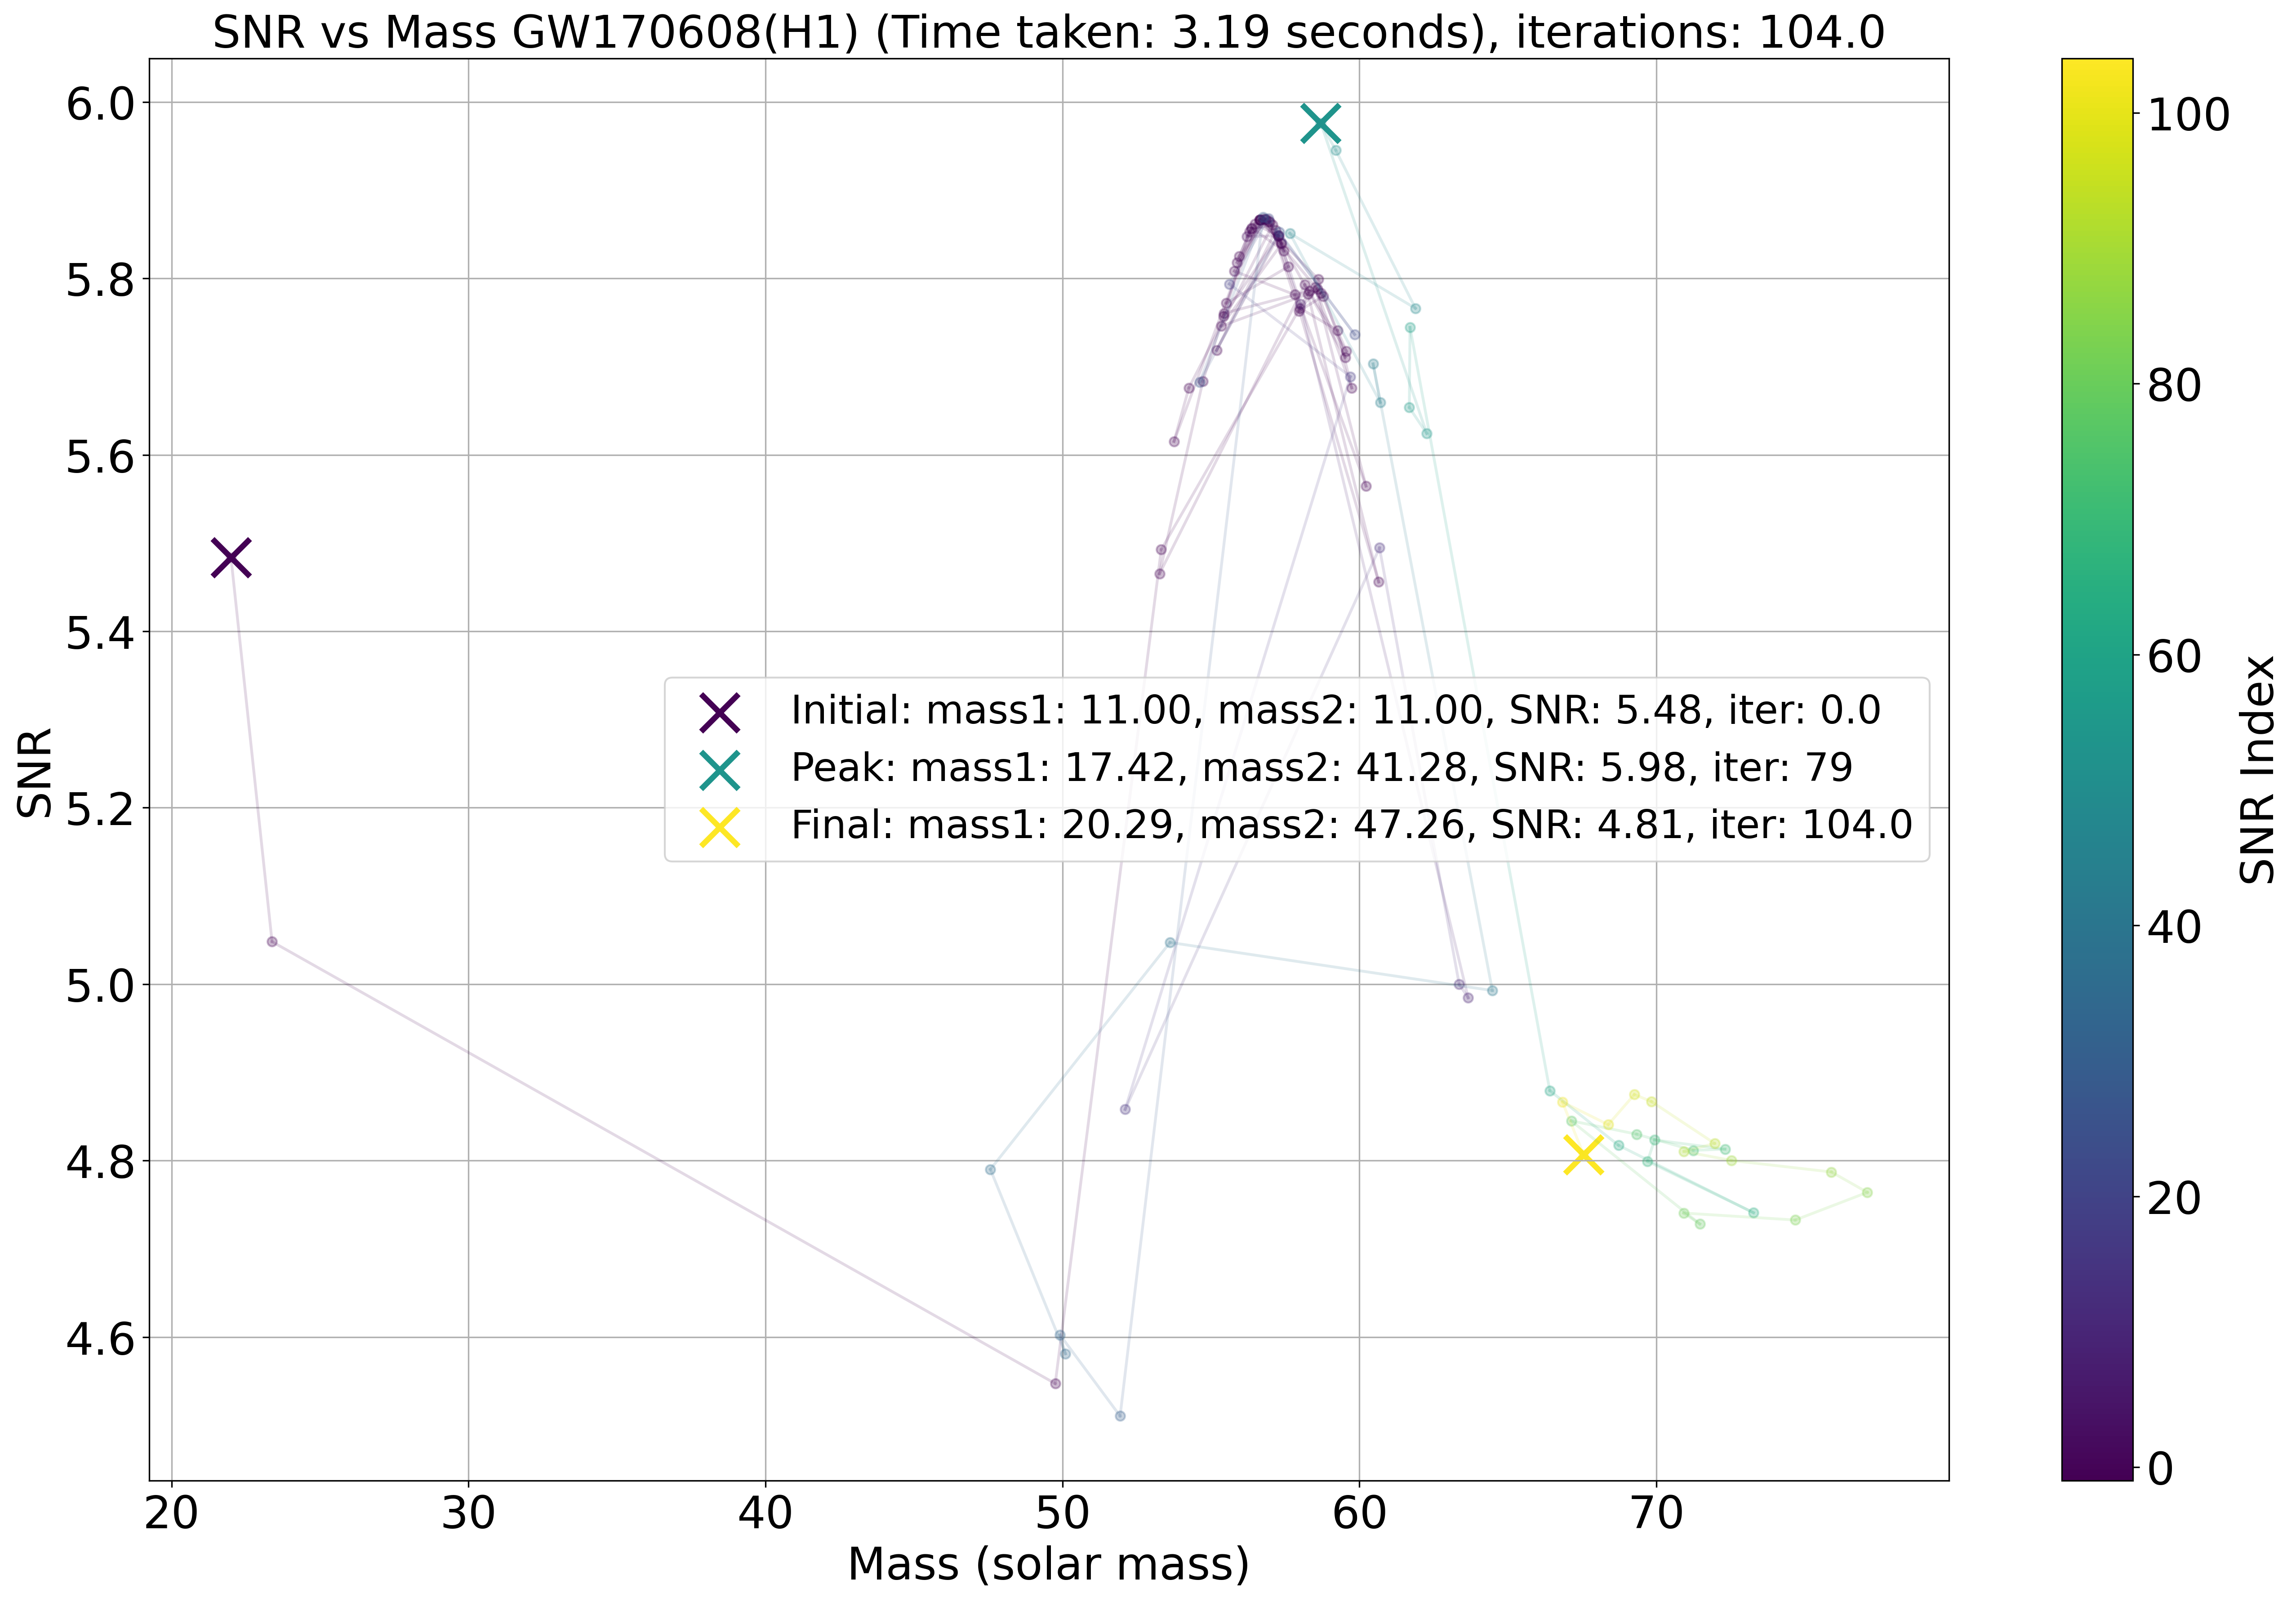 SNR vs Mass GW170608(H1) (Time taken: 3.19 seconds), iterations: 104.0
6.0
5.8
5.6
5.4
5.2
5.0
4.8
4.6
SNR
Initial: mass1: 11.00, mass2: 11.00, SNR: 5.48, iter: 0.0
Peak: mass1: 17.42, mass2: 41.28, SNR: 5.98, iter: 79
Final: mass1: 20.29, mass2: 47.26, SNR: 4.81, iter: 104.0
20 30 40 50 60 70
Mass (solar mass)
100
80
60
40
20
0
SNR Index